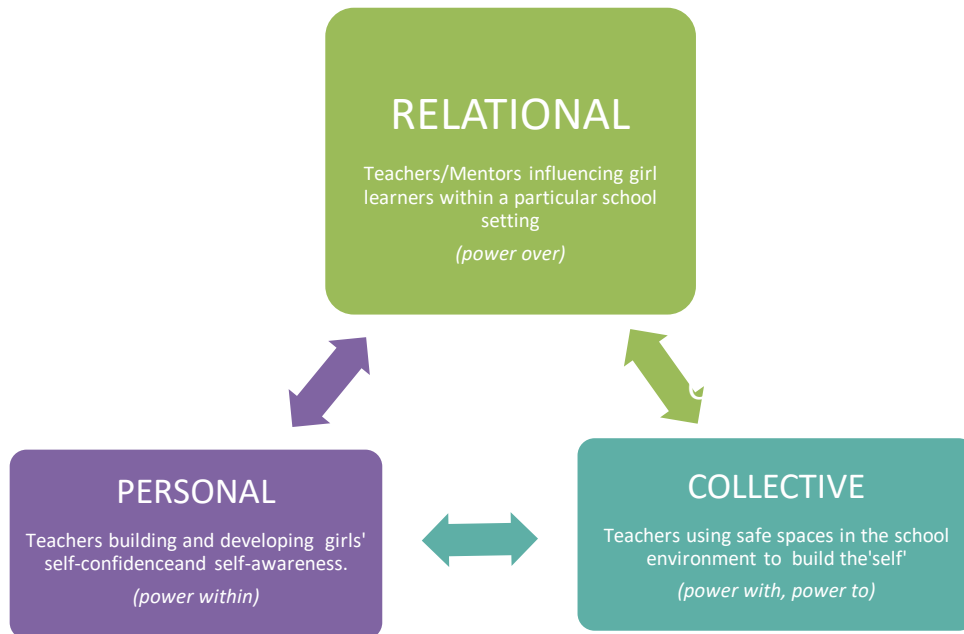 RELATIONAL
Teachers/Mentors influencing girl
learners within a particular school
setting
(power over)
PERSONAL
Teachers building and developing girls'
self-confidenceand self-awareness.
(power within)
COLLECTIVE
Teachers using safe spaces in the school
environment to build the'self'
(power with, power to)